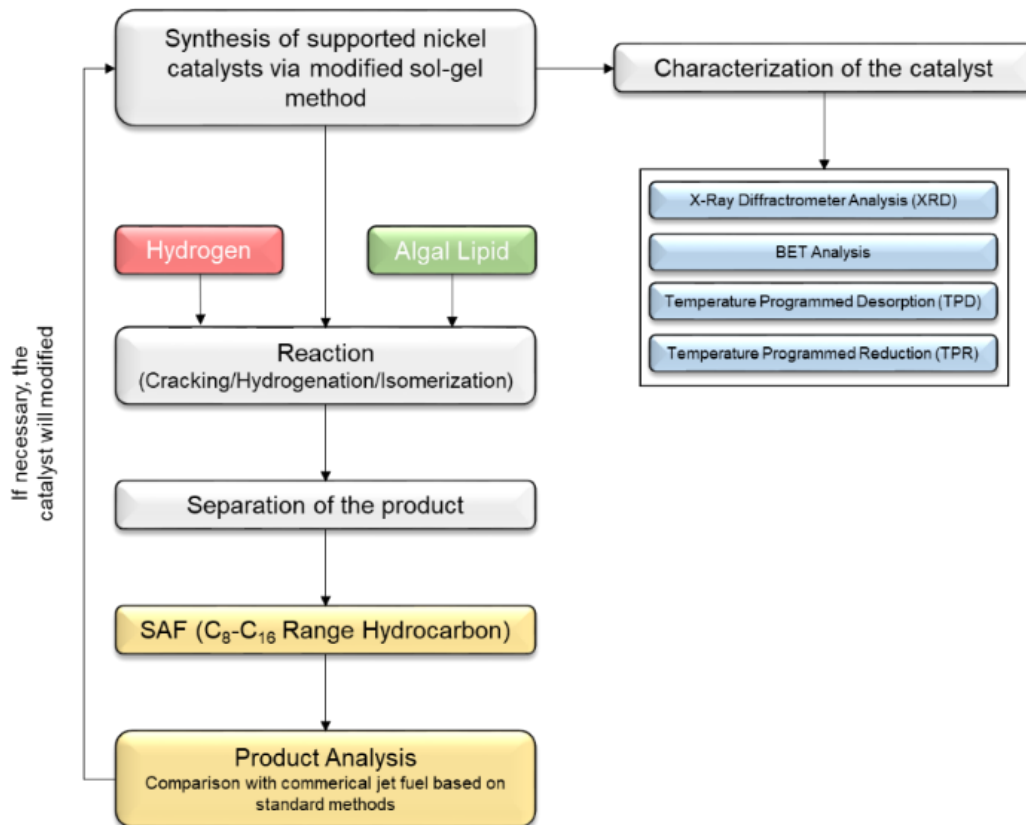 Synthesis of supported nickel
catalysts via modified sol-gel
method
Characterization of the catalyst
X-Ray Diffractrometer Analysis (XRD)
BET Analysis
Temperature Programmed Desorption (TPD)
Temperature Programmed Reduction (TPR)
Hydrogen
Algal Lipid
Reaction
(Cracking/Hydrogenation/Isomerization)
If necessary, the
catalyst will modified
Separation of the product
SAF (C₈-C₁₆ Range Hydrocarbon)
Product Analysis
Comparison with commerical jet fuel based on
standard methods